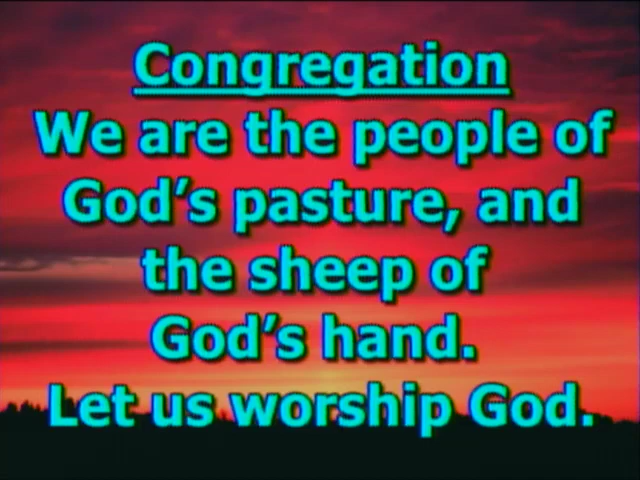 Congregation
We are the people of
God's pasture, and
the sheep of
God's hand.
Let us worship God.